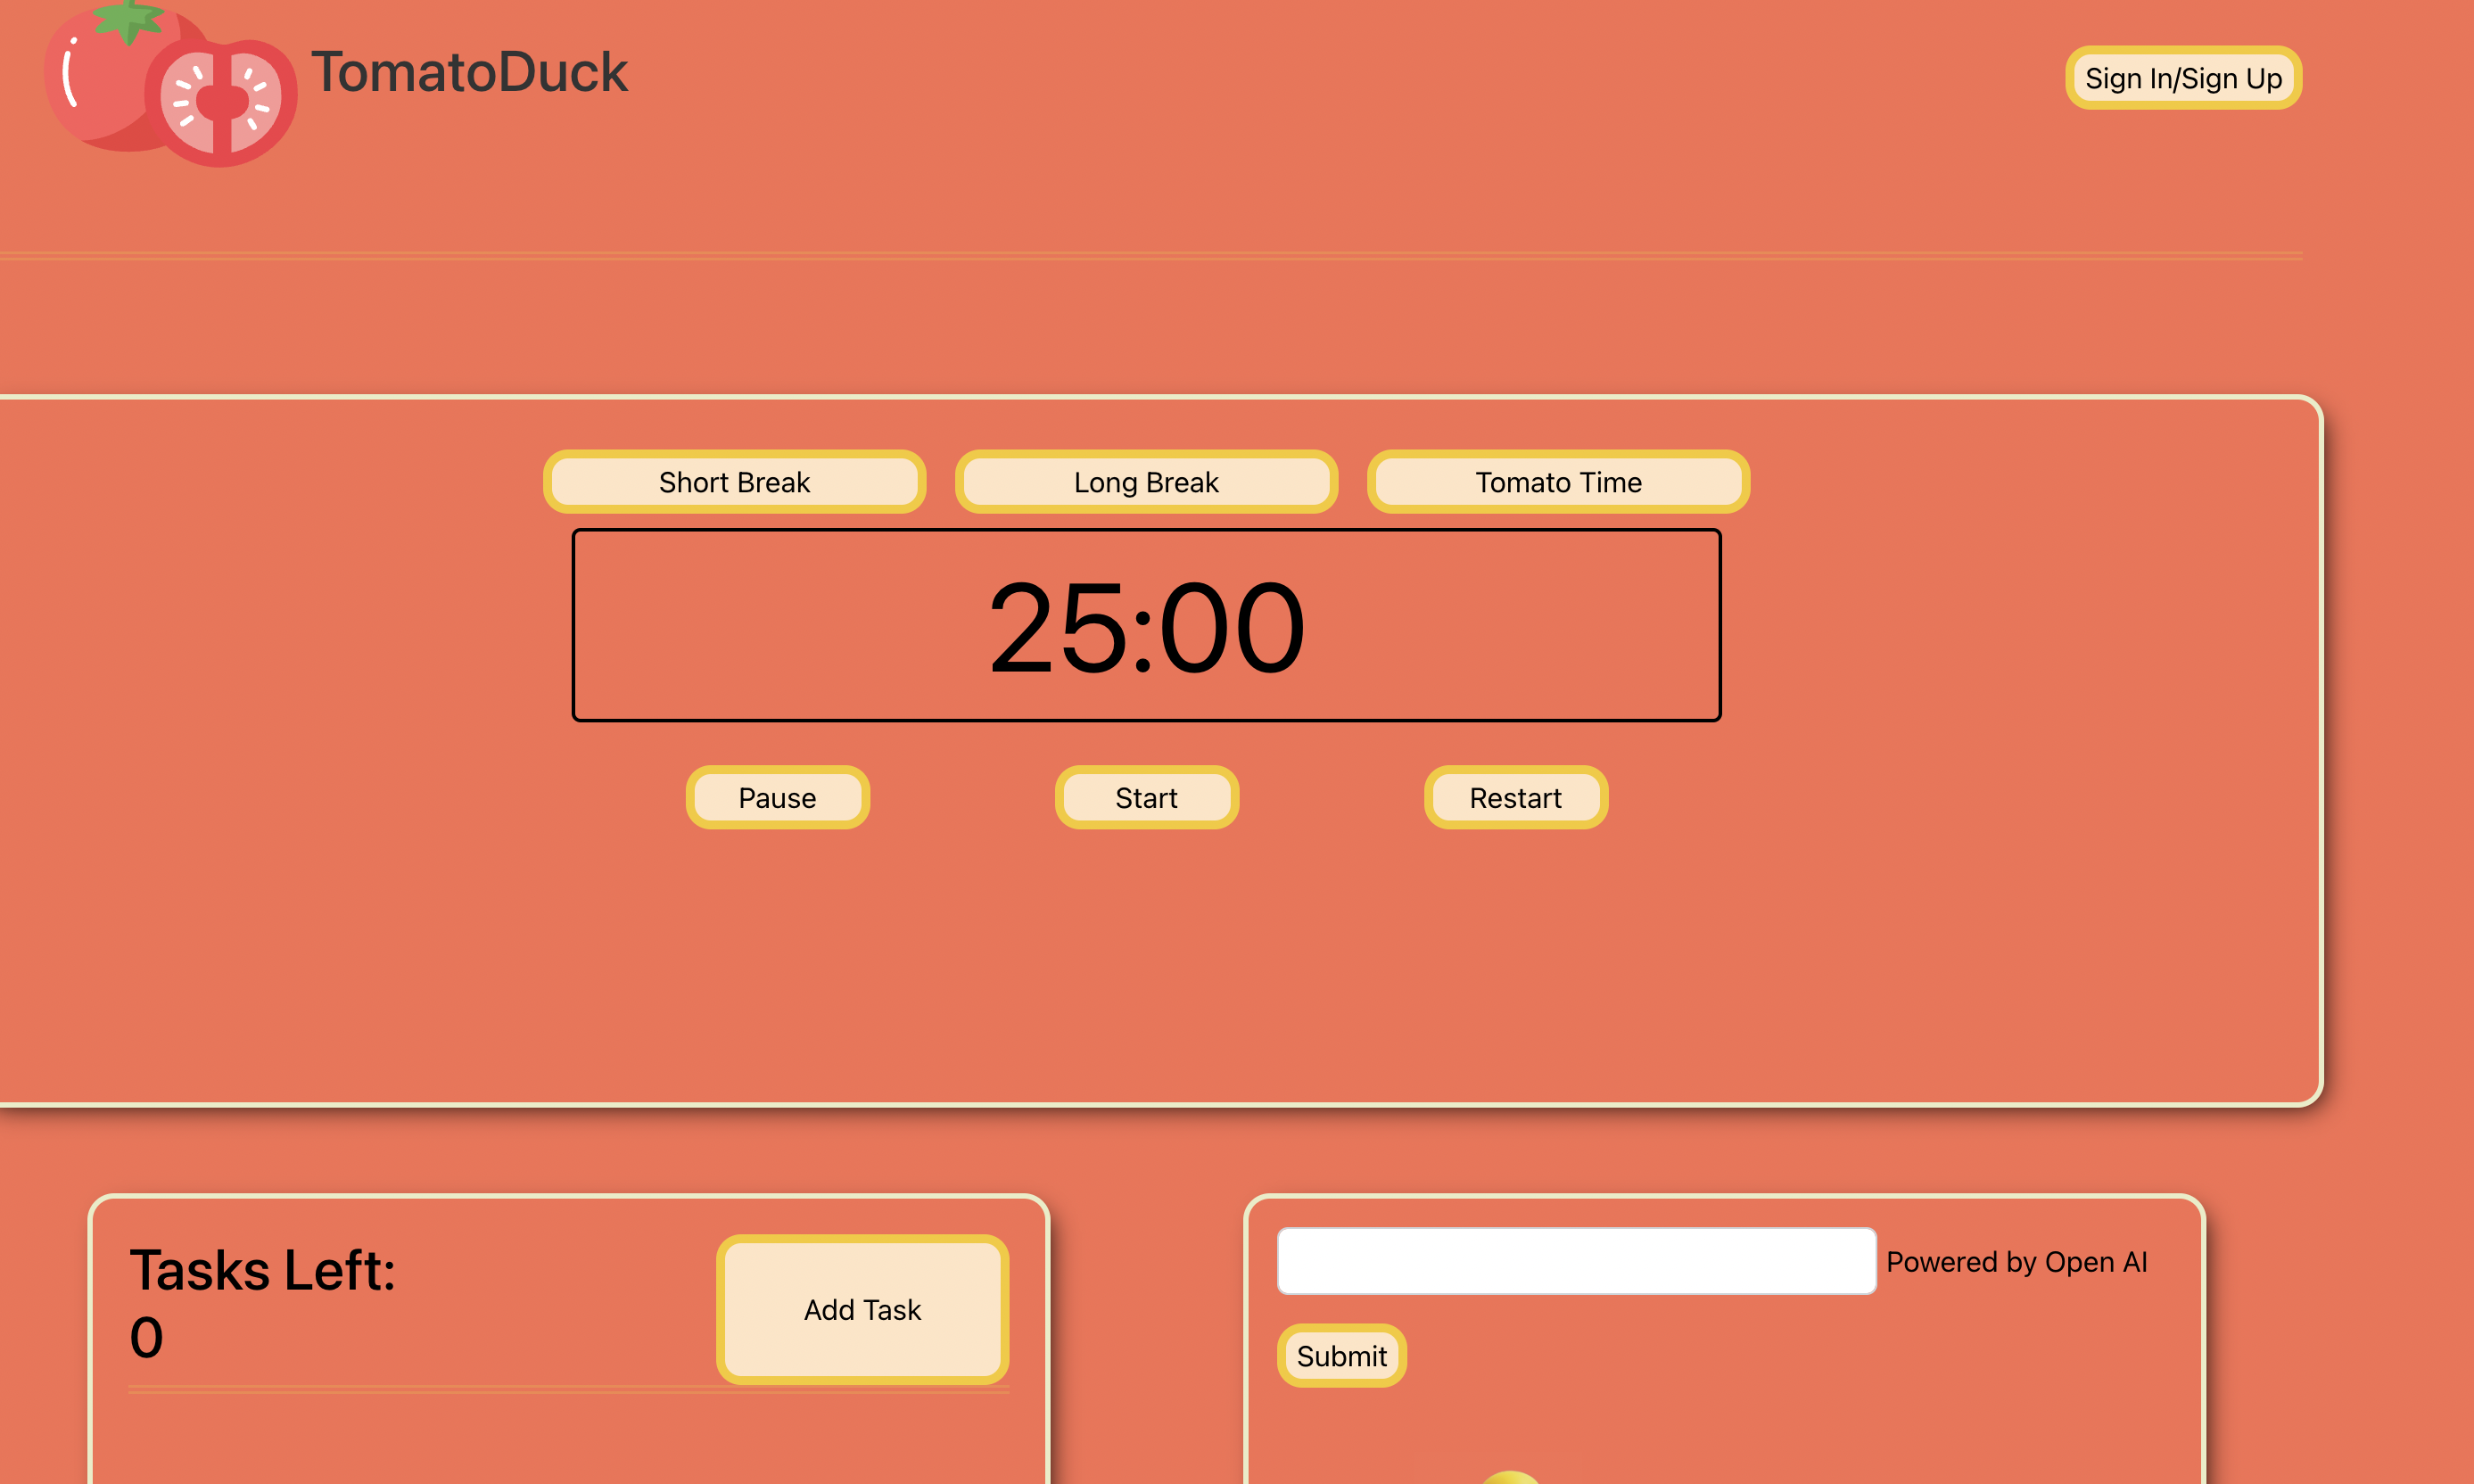 TomatoDuck
Sign In/Sign Up
Short Break
Long Break
Tomato Time
25:00
Pause
Start
Restart
Tasks Left:
0
Add Task
Powered by Open AI
Submit